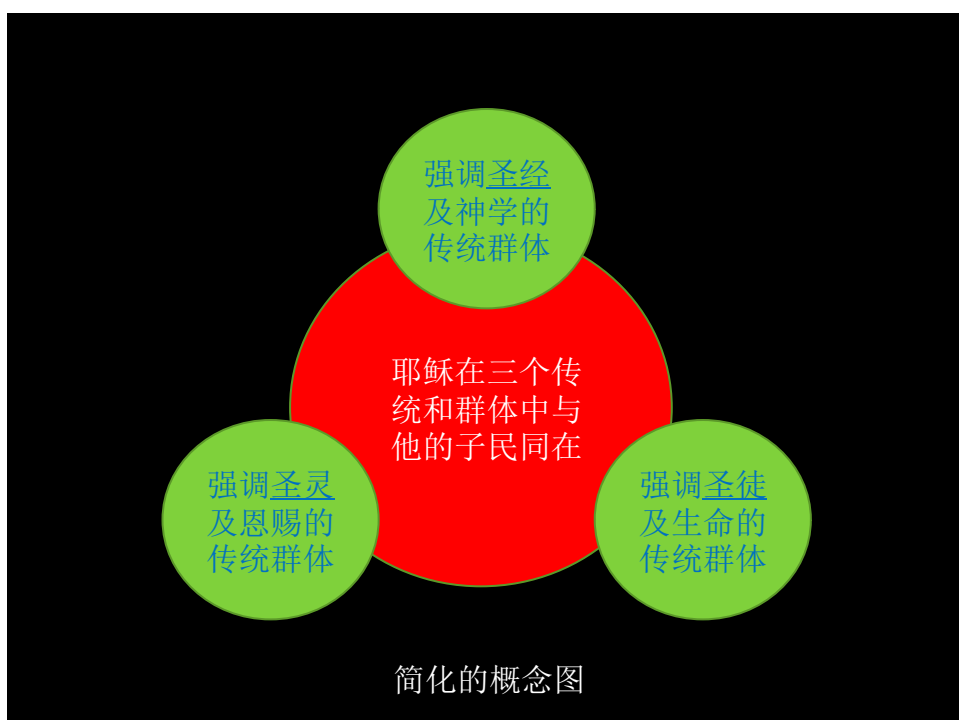 强调圣经
及神学的
传统群体
耶稣在三个传
统和群体中与
他的子民同在
强调圣灵
及恩赐的
传统群体
强调圣徒
及生命的
传统群体
简化的概念图